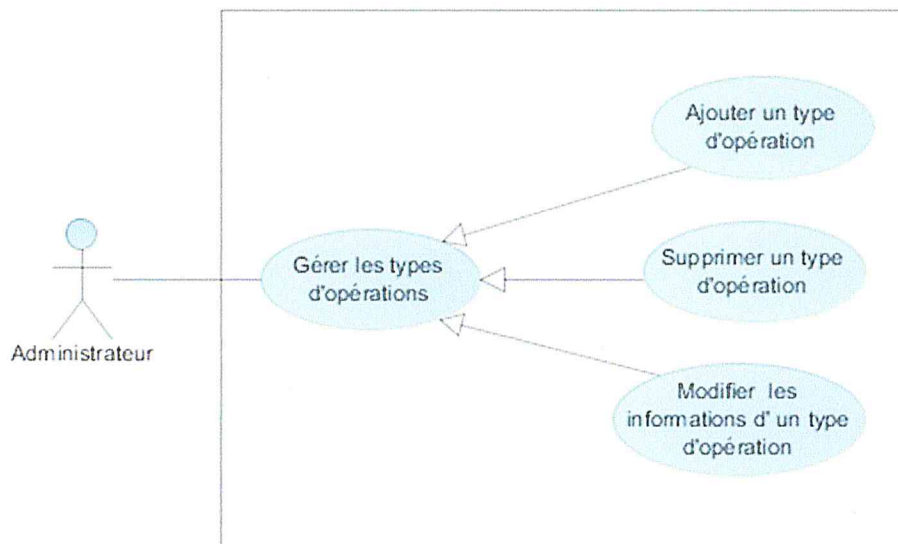 Ajouter un type
d'opération
Gérer les types
d'opérations
Supprimer un type
d'opération
Administrateur
Modifier les
informations d' un type
d'opération